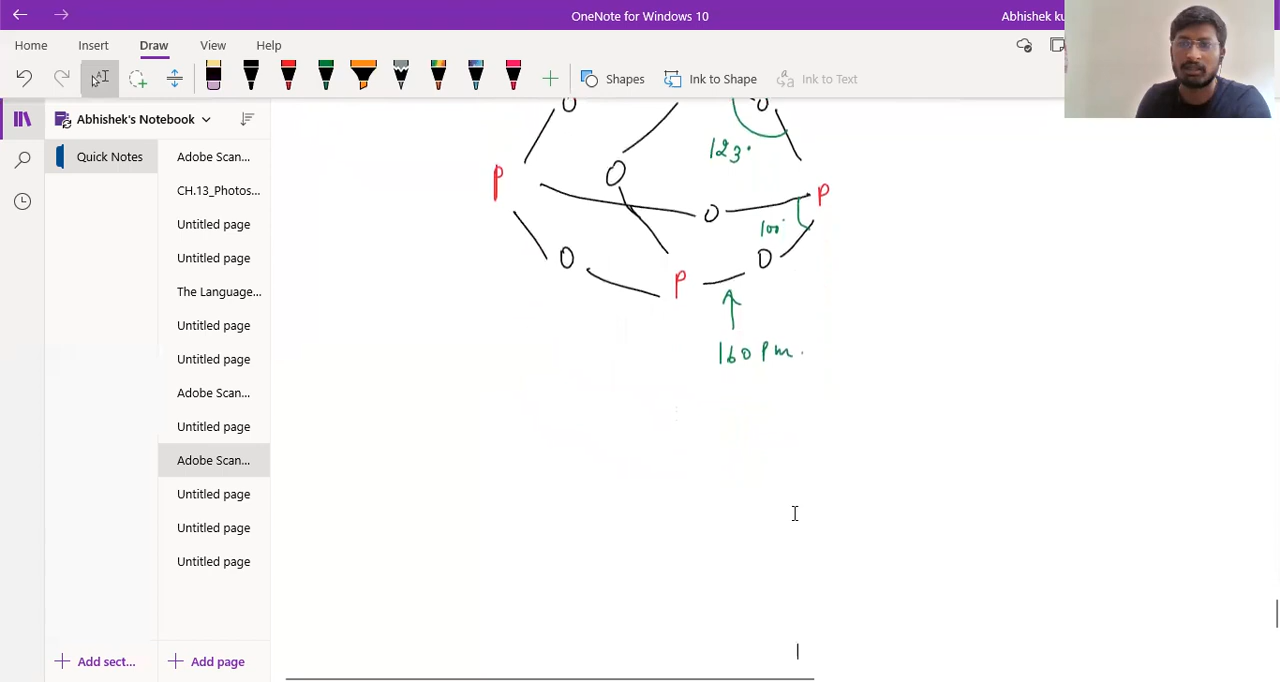 OneNote for Windows 10
Abhishek ku
Home Insert Draw View Help
Shapes Ink to Shape Ink to Text
Abhishek's Notebook
Quick Notes
Adobe Scan...
CH.13_Photos...
Untitled page
Untitled page
The Language...
Untitled page
Untitled page
Adobe Scan...
Untitled page
Adobe Scan...
Untitled page
Untitled page
Untitled page
Add sect... Add page
O O
123°
P O P
O
100°
O O
P
160 pm.